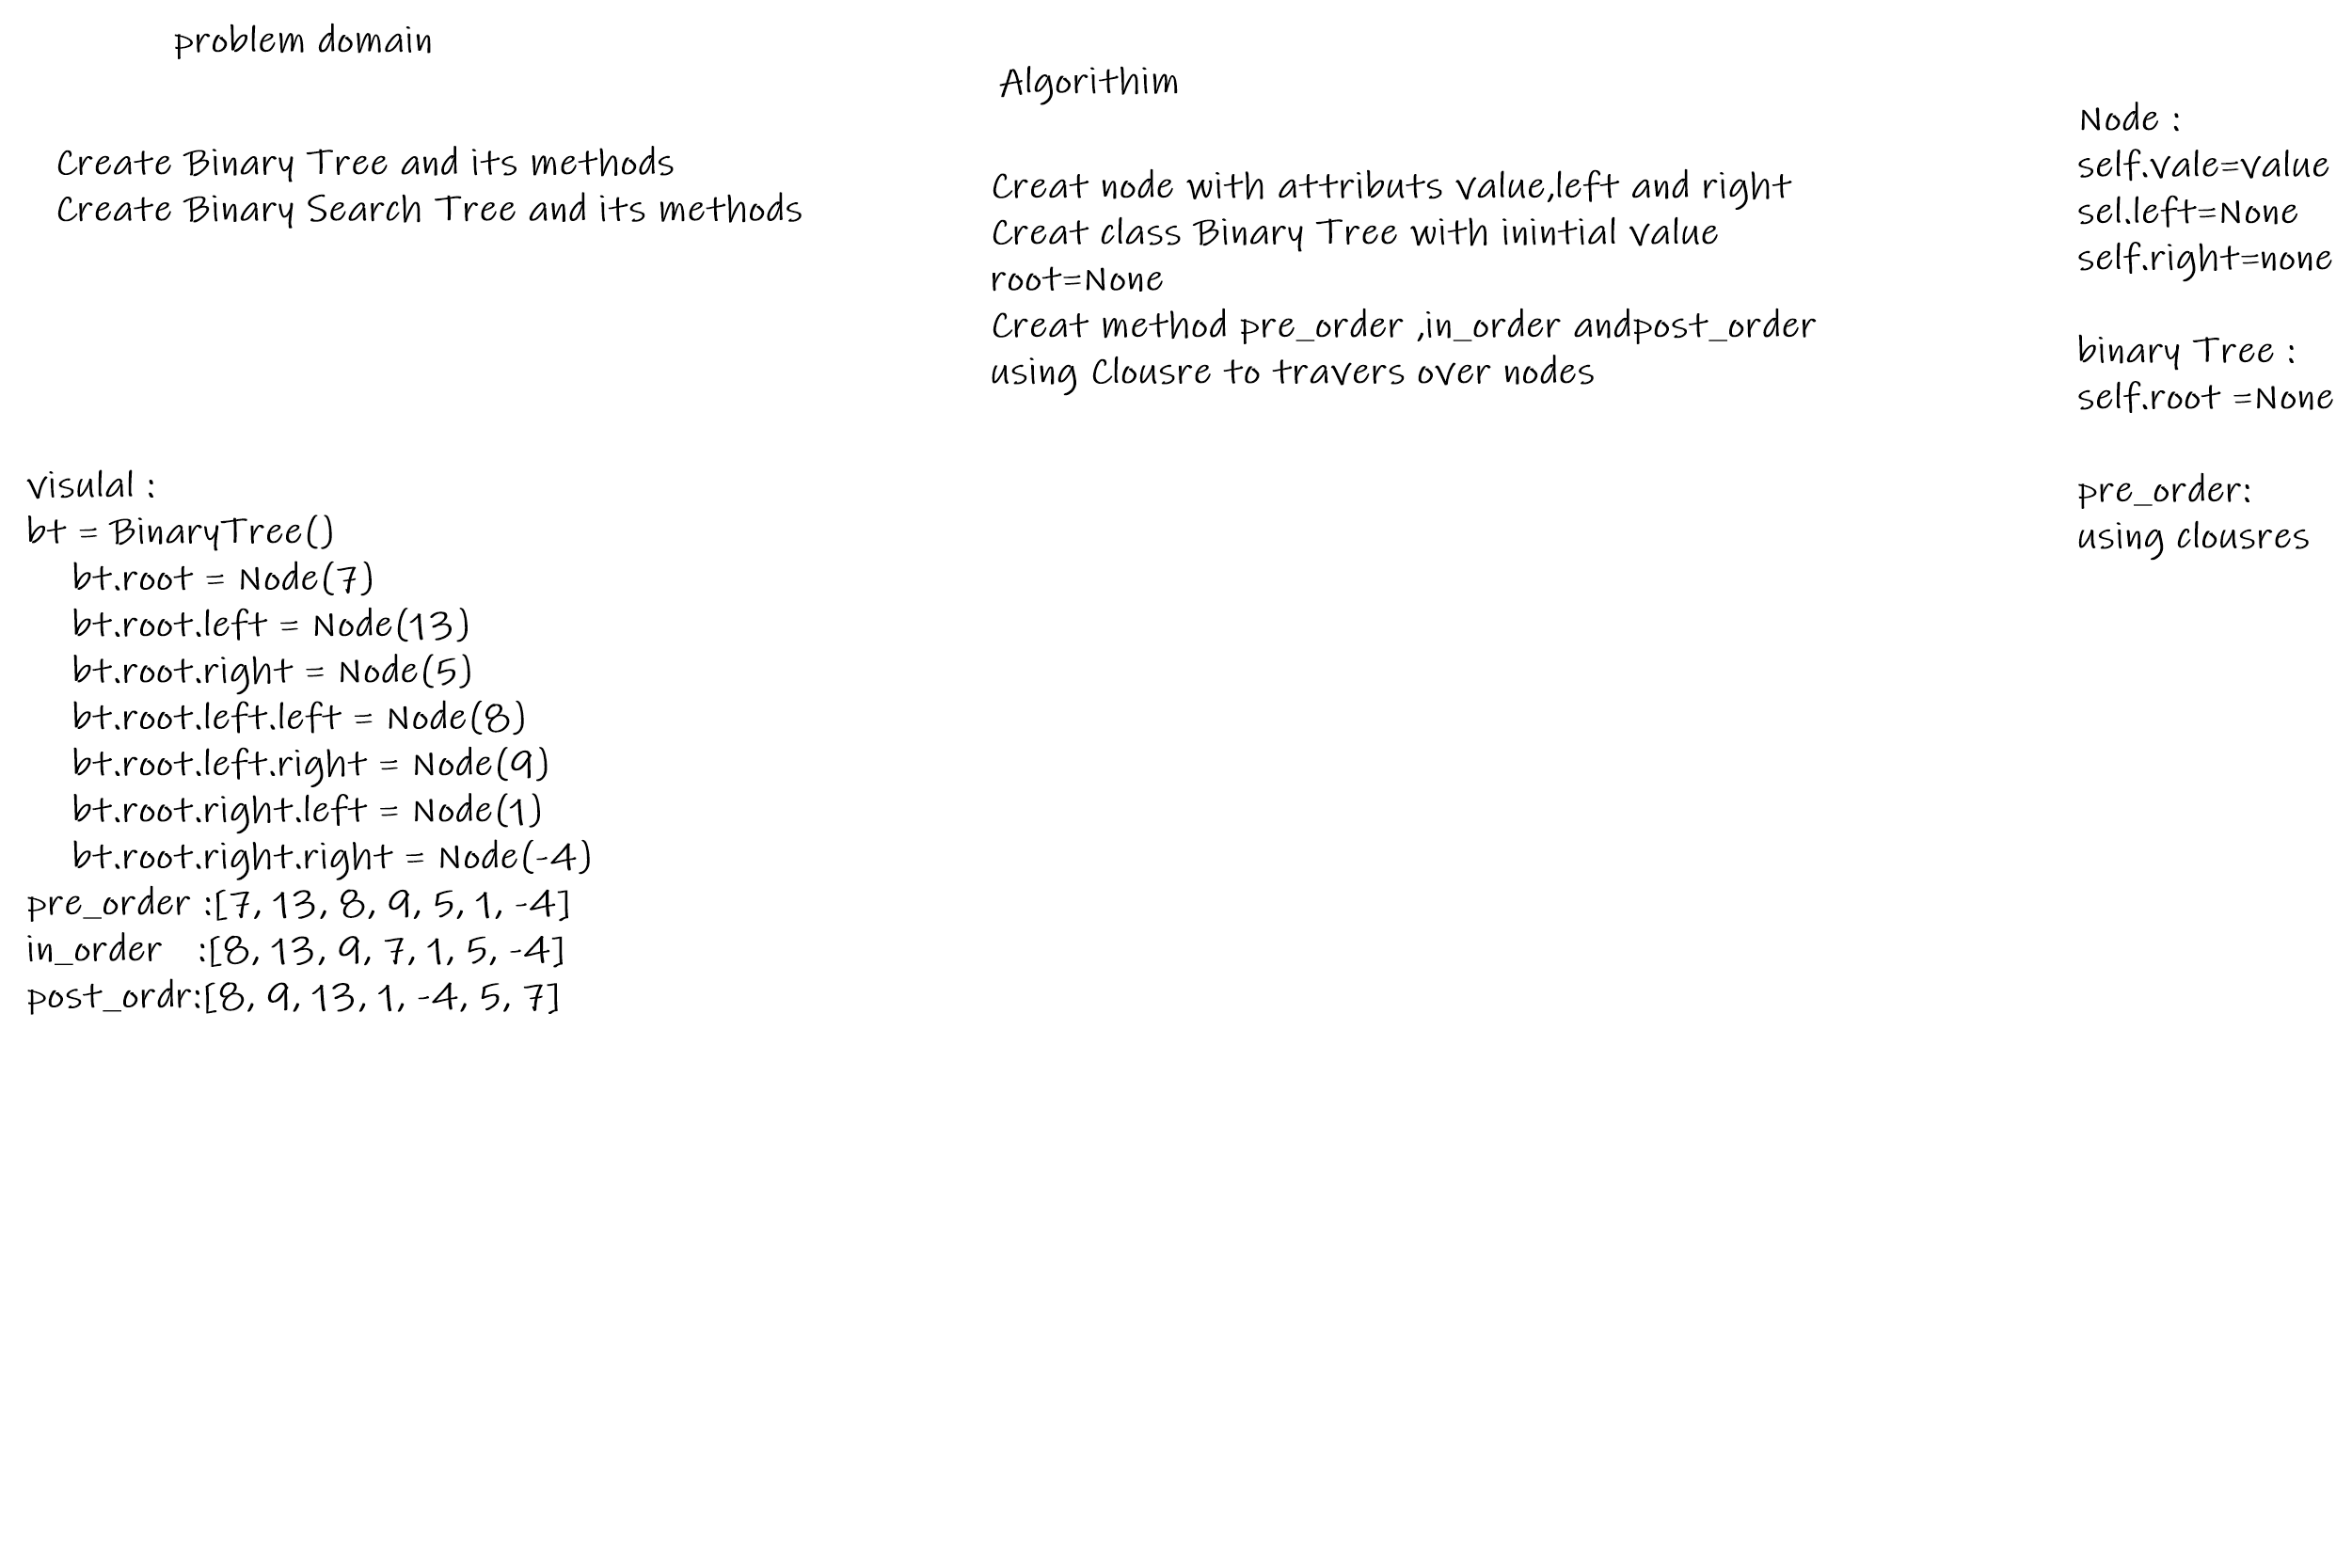 problem domain
Create Binary Tree and its methods
Create Binary Search Tree and its methods
visulal :
bt = BinaryTree()
bt.root = Node(7)
bt.root.left = Node(13)
bt.root.right = Node(5)
bt.root.left.left = Node(8)
bt.root.left.right = Node(9)
bt.root.right.left = Node(1)
bt.root.right.right = Node(-4)
pre_order :[7, 13, 8, 9, 5, 1, -4]
in_order :[8, 13, 9, 7, 1, 5, -4]
post_ordr:[8, 9, 13, 1, -4, 5, 7]
Algorithim
Creat node with attributs value,left and right
Creat class Binary Tree with inintial value
root=None
Creat method pre_order ,in_order andpost_order
using Clousre to travers over nodes
Node :
self.vale=value
sel.left=None
self.right=none
binary Tree :
self.root =None
pre_order:
using clousres